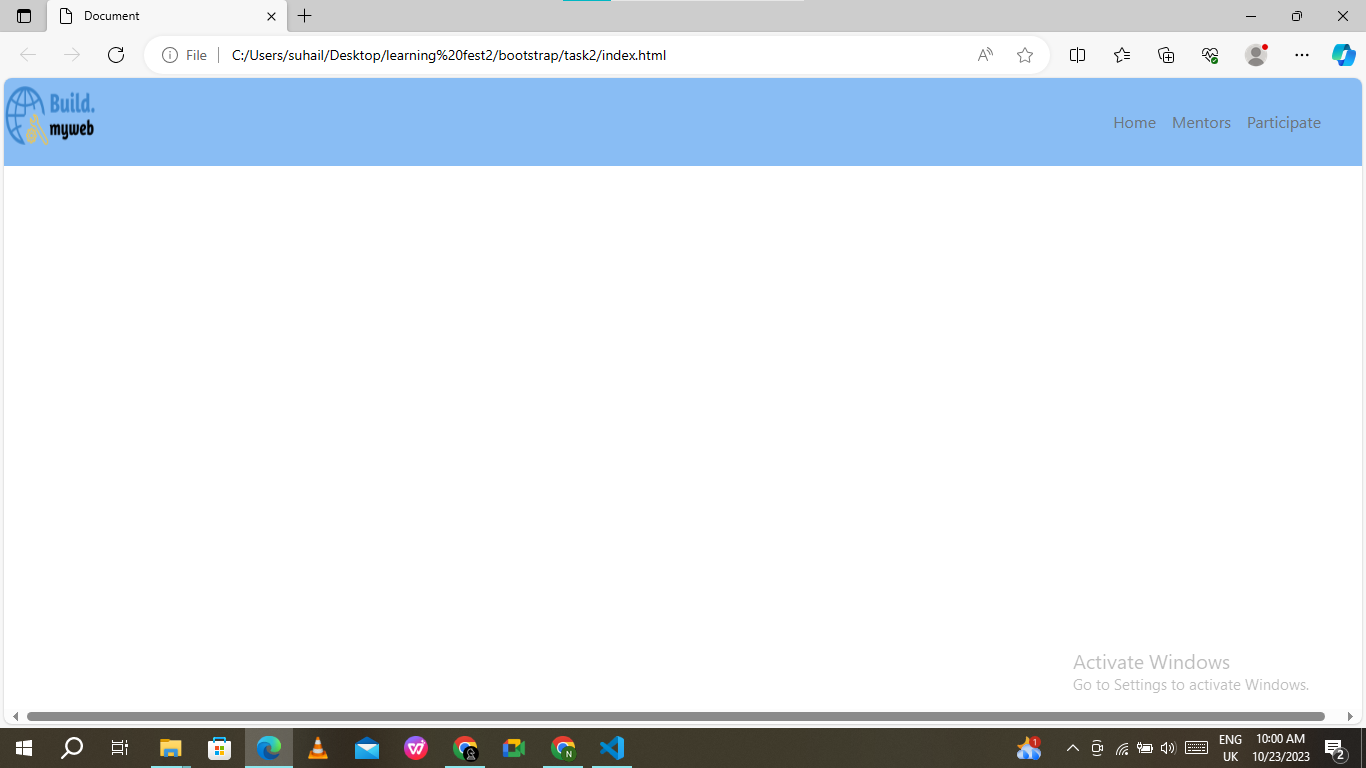 Document
File
C:/Users/suhail/Desktop/learning%20fest2/bootstrap/task2/index.html
Build.
myweb
Home Mentors Participate
Activate Windows
Go to Settings to activate Windows.
1
ENG
UK
10:00 AM
10/23/2023
2